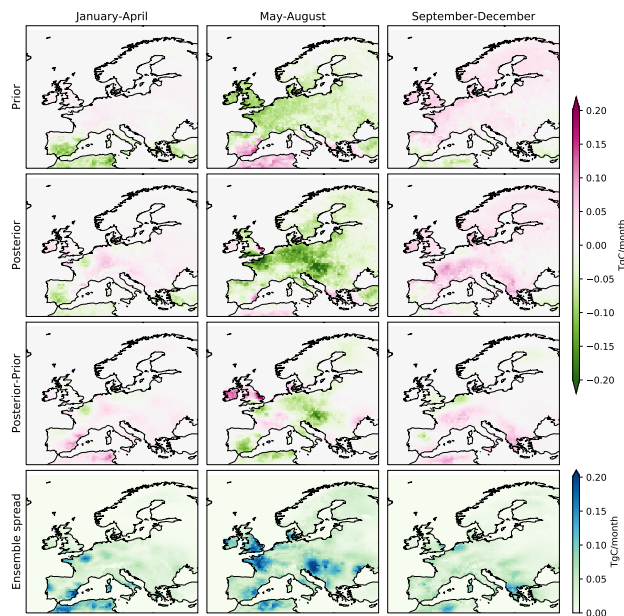 January-April May-August September-December
Prior
Posterior
Posterior-Prior
Ensemble spread
0.20
0.15
0.10
0.05
0.00
−0.05
−0.10
−0.15
−0.20
TgC/month
0.20
0.15
0.10
0.05
0.00
TgC/month